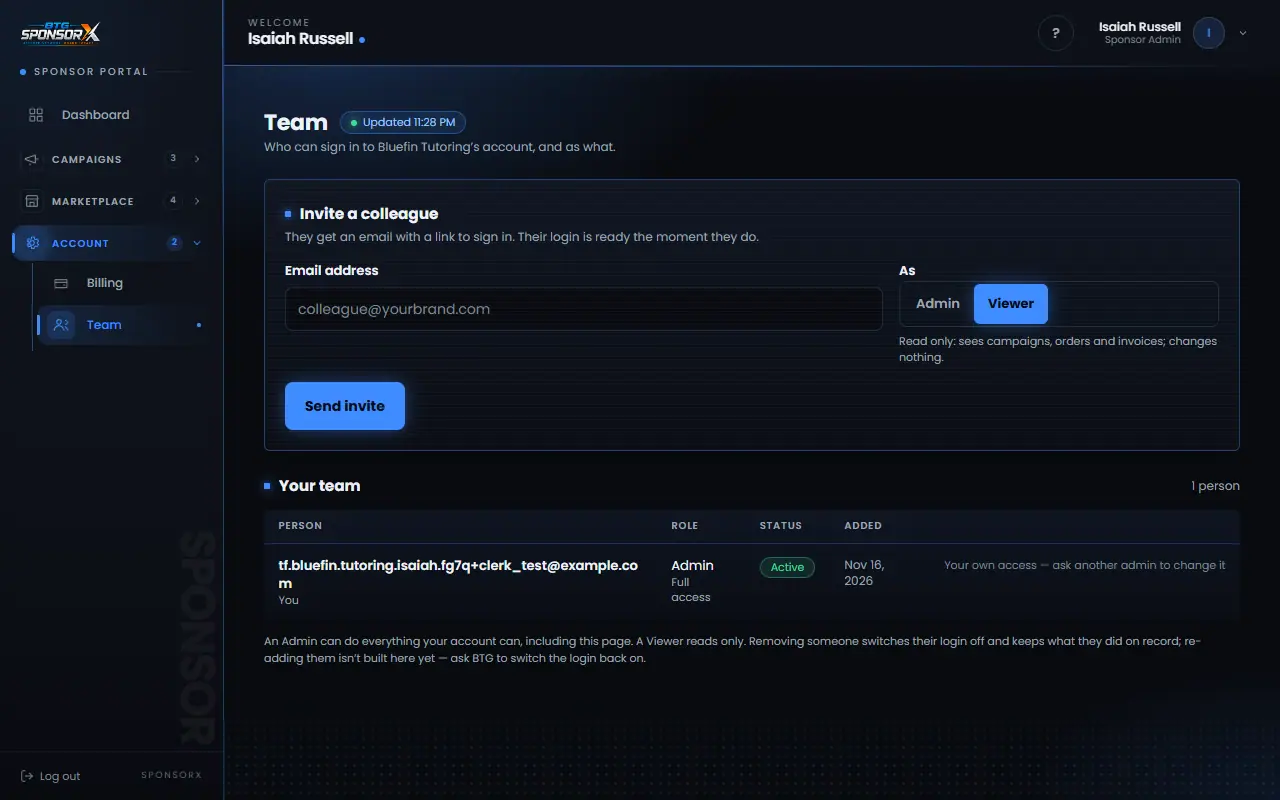 BTG
SPONSORX
SPONSOR PORTAL
Dashboard
CAMPAIGNS 3
MARKETPLACE 4
ACCOUNT 2
Billing
Team
SPONSOR
Log out
SPONSORX
WELCOME
Isaiah Russell
?
Isaiah Russell
Sponsor Admin
I
Team
Updated 11:28 PM
Who can sign in to Bluefin Tutoring's account, and as what.
Invite a colleague
They get an email with a link to sign in. Their login is ready the moment they do.
Email address
colleague@yourbrand.com
As
Admin Viewer
Read only: sees campaigns, orders and invoices; changes
nothing.
Send invite
Your team
1 person
PERSON ROLE STATUS ADDED
tf.bluefin.tutoring.isaiah.fg7q+clerk_test@example.co
m
You
Admin
Full
access
Active
Nov 16,
2026
Your own access — ask another admin to change it
An Admin can do everything your account can, including this page. A Viewer reads only. Removing someone switches their login off and keeps what they did on record; re-
adding them isn't built here yet — ask BTG to switch the login back on.